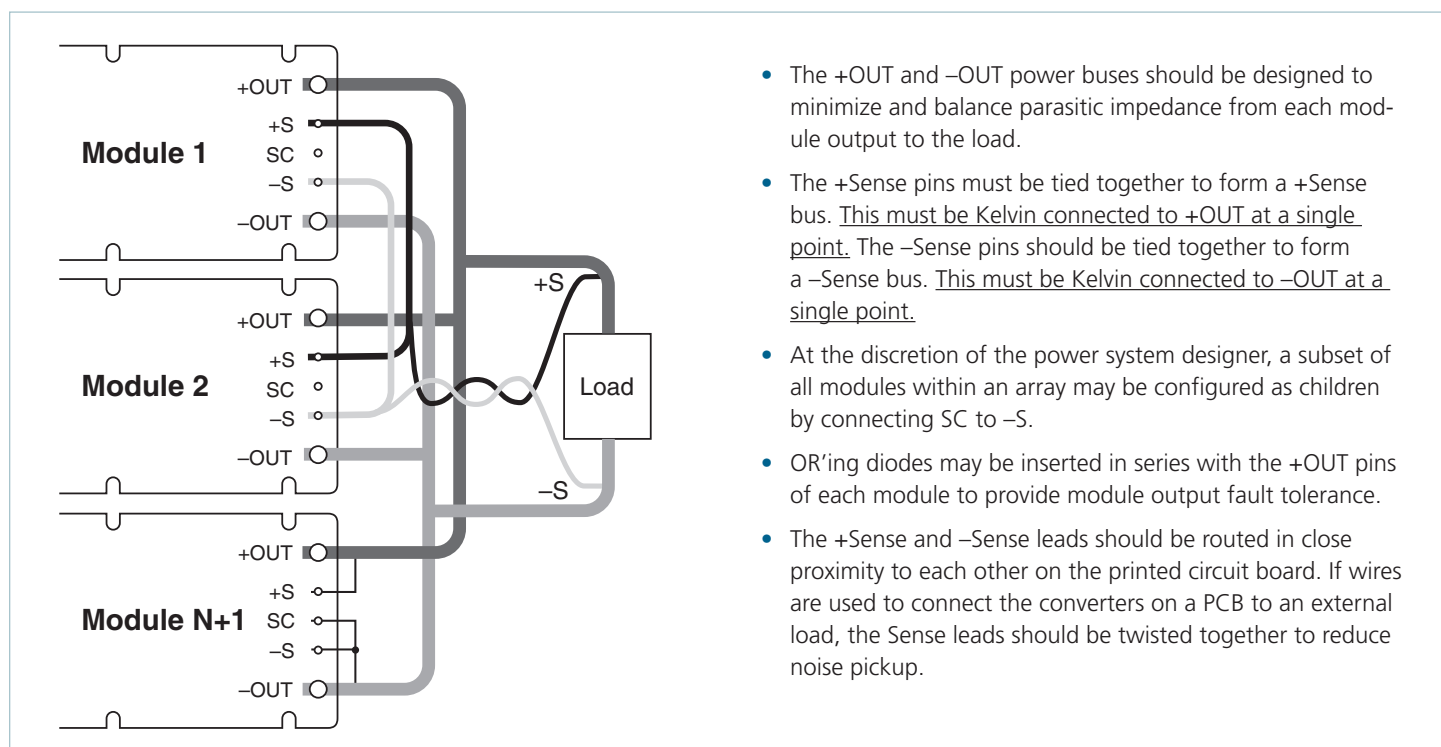 +OUT
+S
Module 1
SC
–S
–OUT
+OUT
+S
Module 2
SC
–S
–OUT
+OUT
+S
Module N+1
SC
–S
–OUT
+S
Load
–S
• The +OUT and –OUT power buses should be designed to
minimize and balance parasitic impedance from each mod-
ule output to the load.
• The +Sense pins must be tied together to form a +Sense
bus. This must be Kelvin connected to +OUT at a single
point. The –Sense pins should be tied together to form
a –Sense bus. This must be Kelvin connected to –OUT at a
single point.
• At the discretion of the power system designer, a subset of
all modules within an array may be configured as children
by connecting SC to –S.
• OR’ing diodes may be inserted in series with the +OUT pins
of each module to provide module output fault tolerance.
• The +Sense and –Sense leads should be routed in close
proximity to each other on the printed circuit board. If wires
are used to connect the converters on a PCB to an external
load, the Sense leads should be twisted together to reduce
noise pickup.